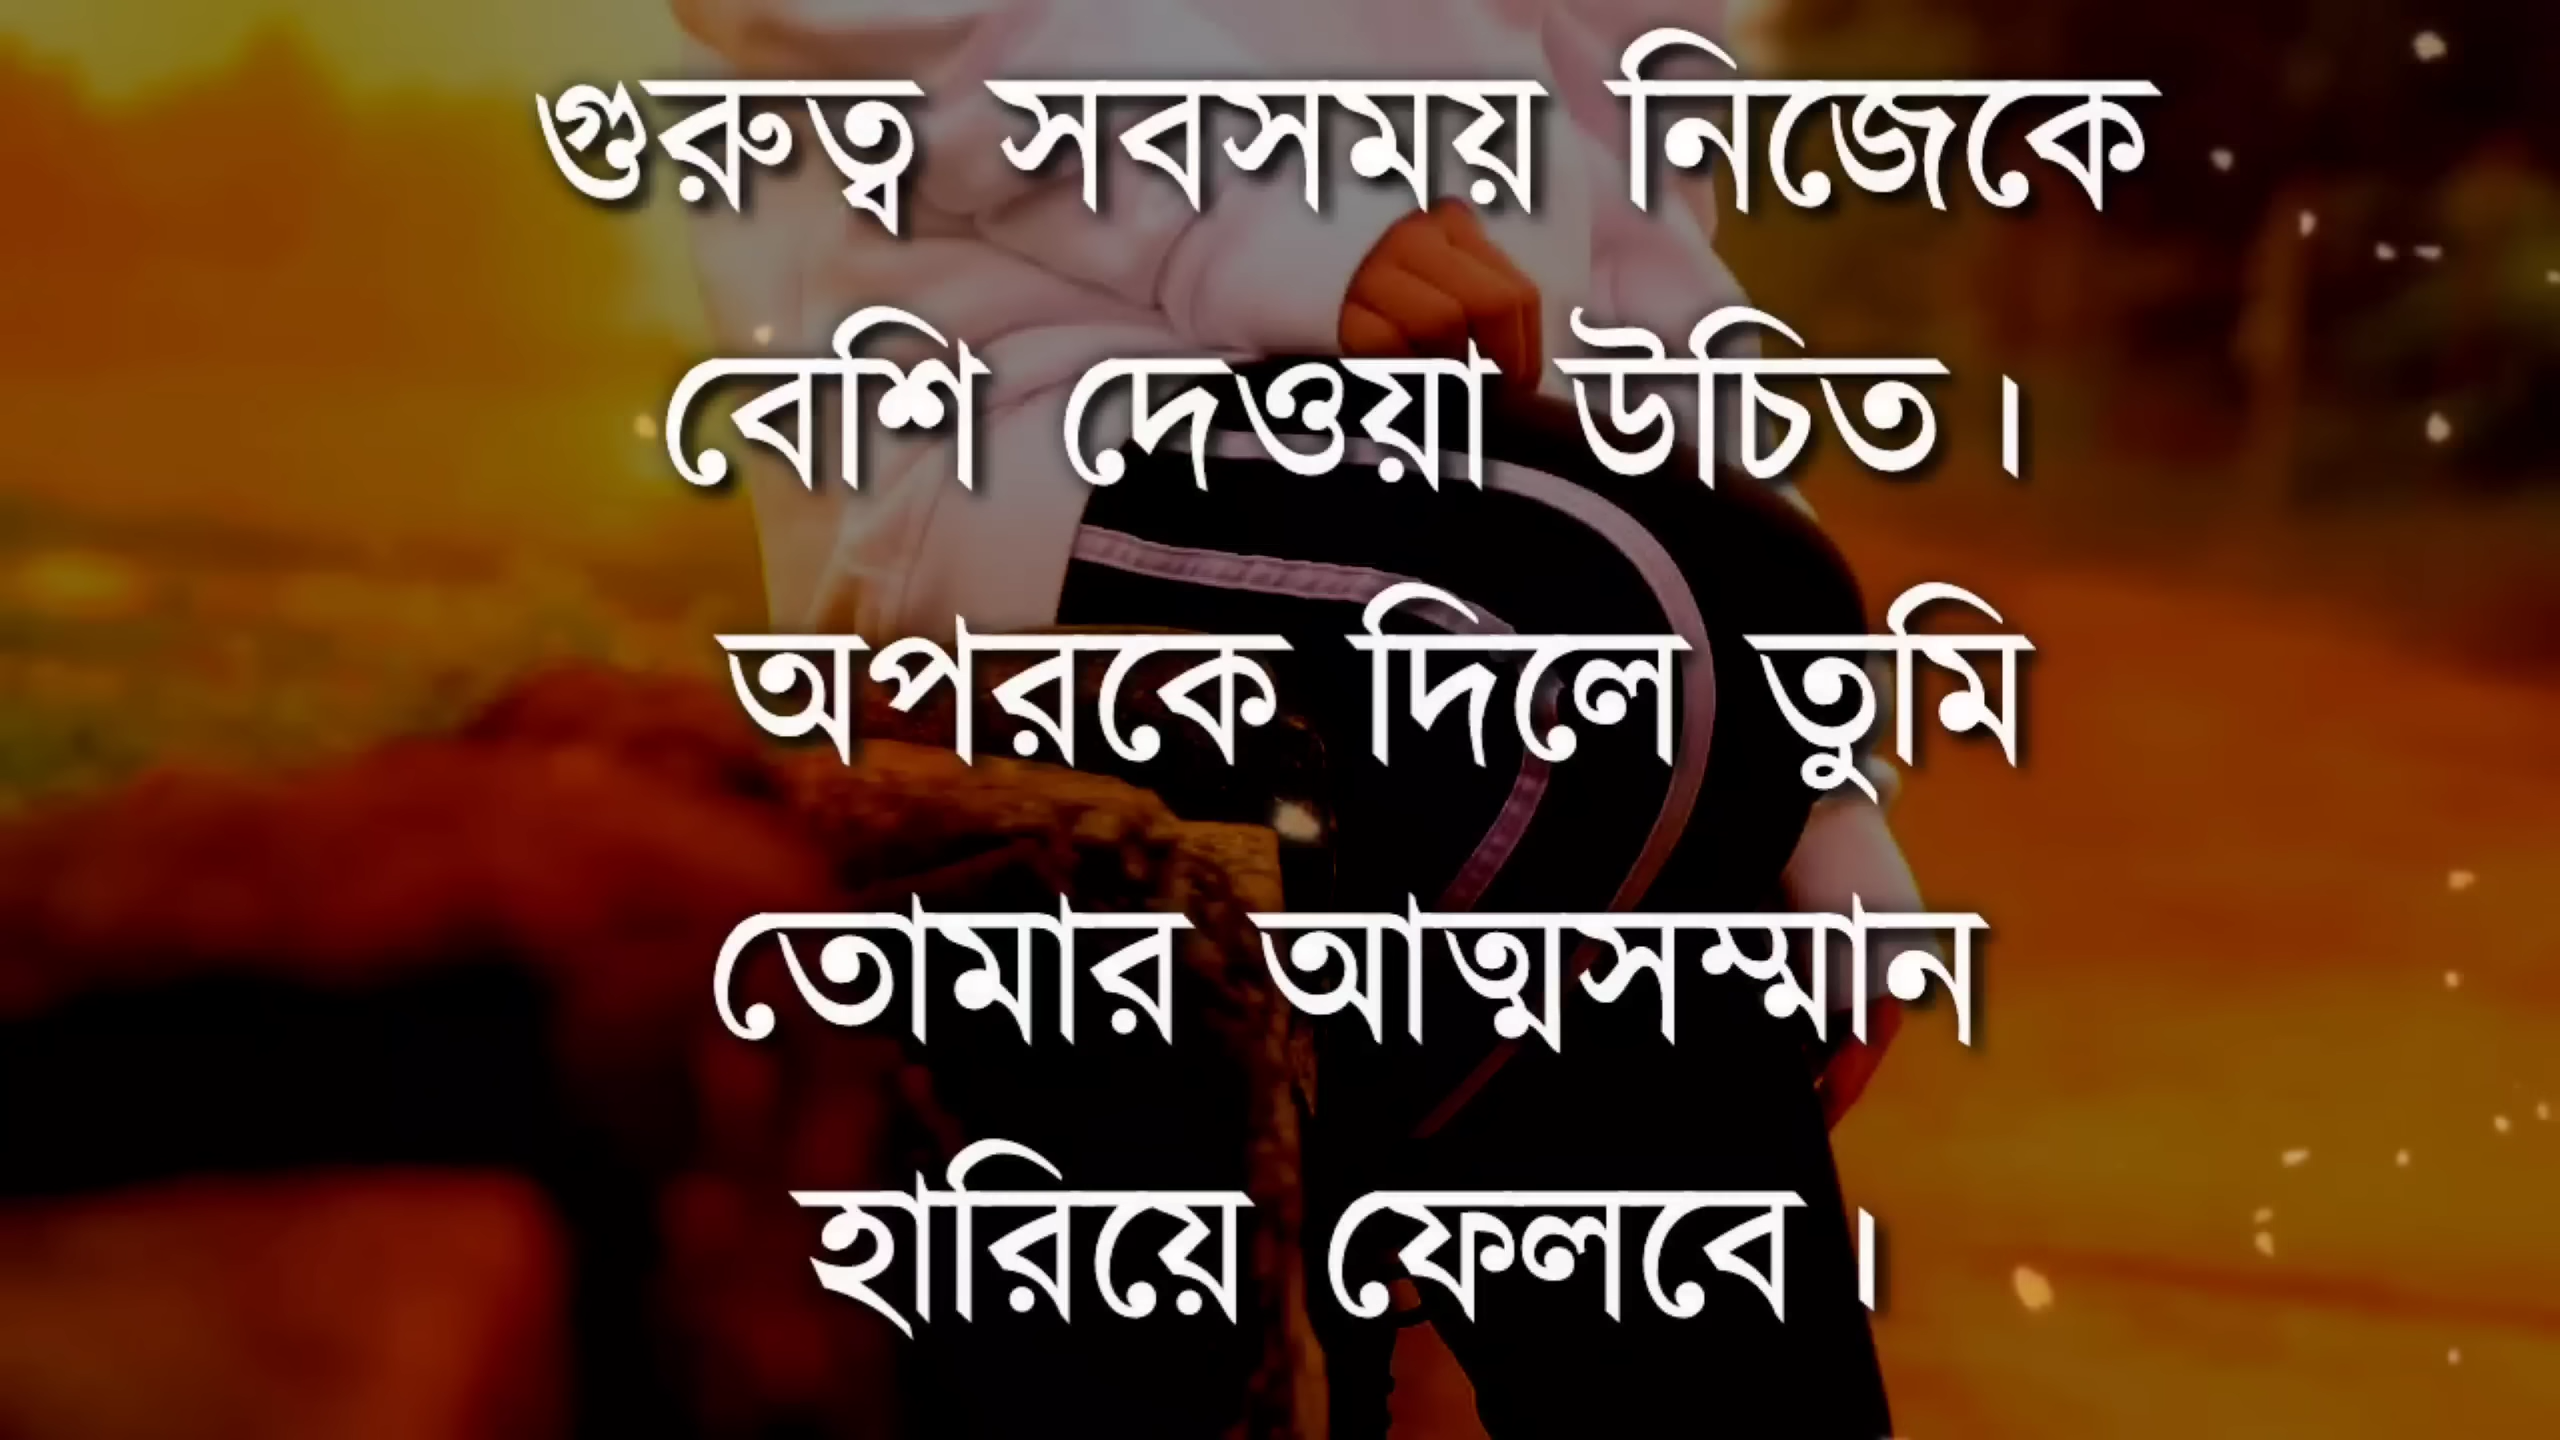 গুরুত্ব সবসময় নিজেকে
বেশি দেওয়া উচিত।
অপরকে দিলে তুমি
তোমার আত্মসম্মান
হারিয়ে ফেলবে।